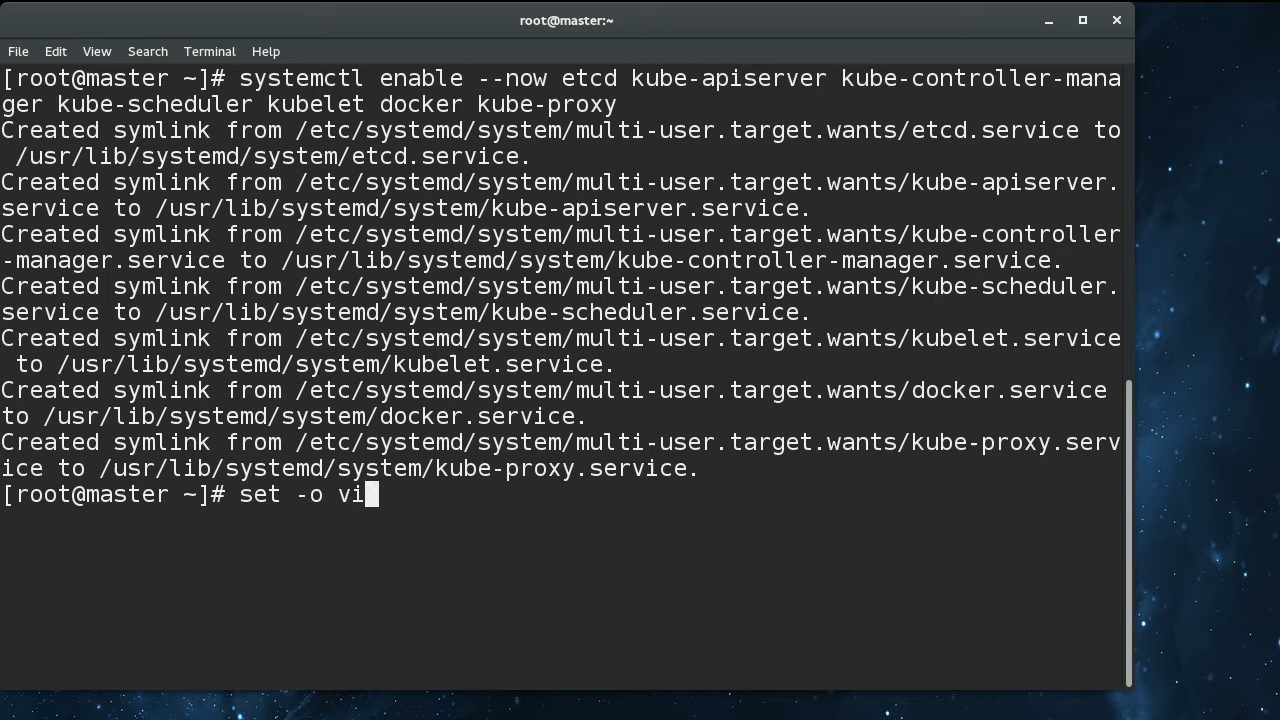 root@master:~
File Edit View Search Terminal Help
[root@master ~]# systemctl enable --now etcd kube-apiserver kube-controller-mana
ger kube-scheduler kubelet docker kube-proxy
Created symlink from /etc/systemd/system/multi-user.target.wants/etcd.service to
 /usr/lib/systemd/system/etcd.service.
Created symlink from /etc/systemd/system/multi-user.target.wants/kube-apiserver.
service to /usr/lib/systemd/system/kube-apiserver.service.
Created symlink from /etc/systemd/system/multi-user.target.wants/kube-controller
-manager.service to /usr/lib/systemd/system/kube-controller-manager.service.
Created symlink from /etc/systemd/system/multi-user.target.wants/kube-scheduler.
service to /usr/lib/systemd/system/kube-scheduler.service.
Created symlink from /etc/systemd/system/multi-user.target.wants/kubelet.service
 to /usr/lib/systemd/system/kubelet.service.
Created symlink from /etc/systemd/system/multi-user.target.wants/docker.service
to /usr/lib/systemd/system/docker.service.
Created symlink from /etc/systemd/system/multi-user.target.wants/kube-proxy.serv
ice to /usr/lib/systemd/system/kube-proxy.service.
[root@master ~]# set -o vi